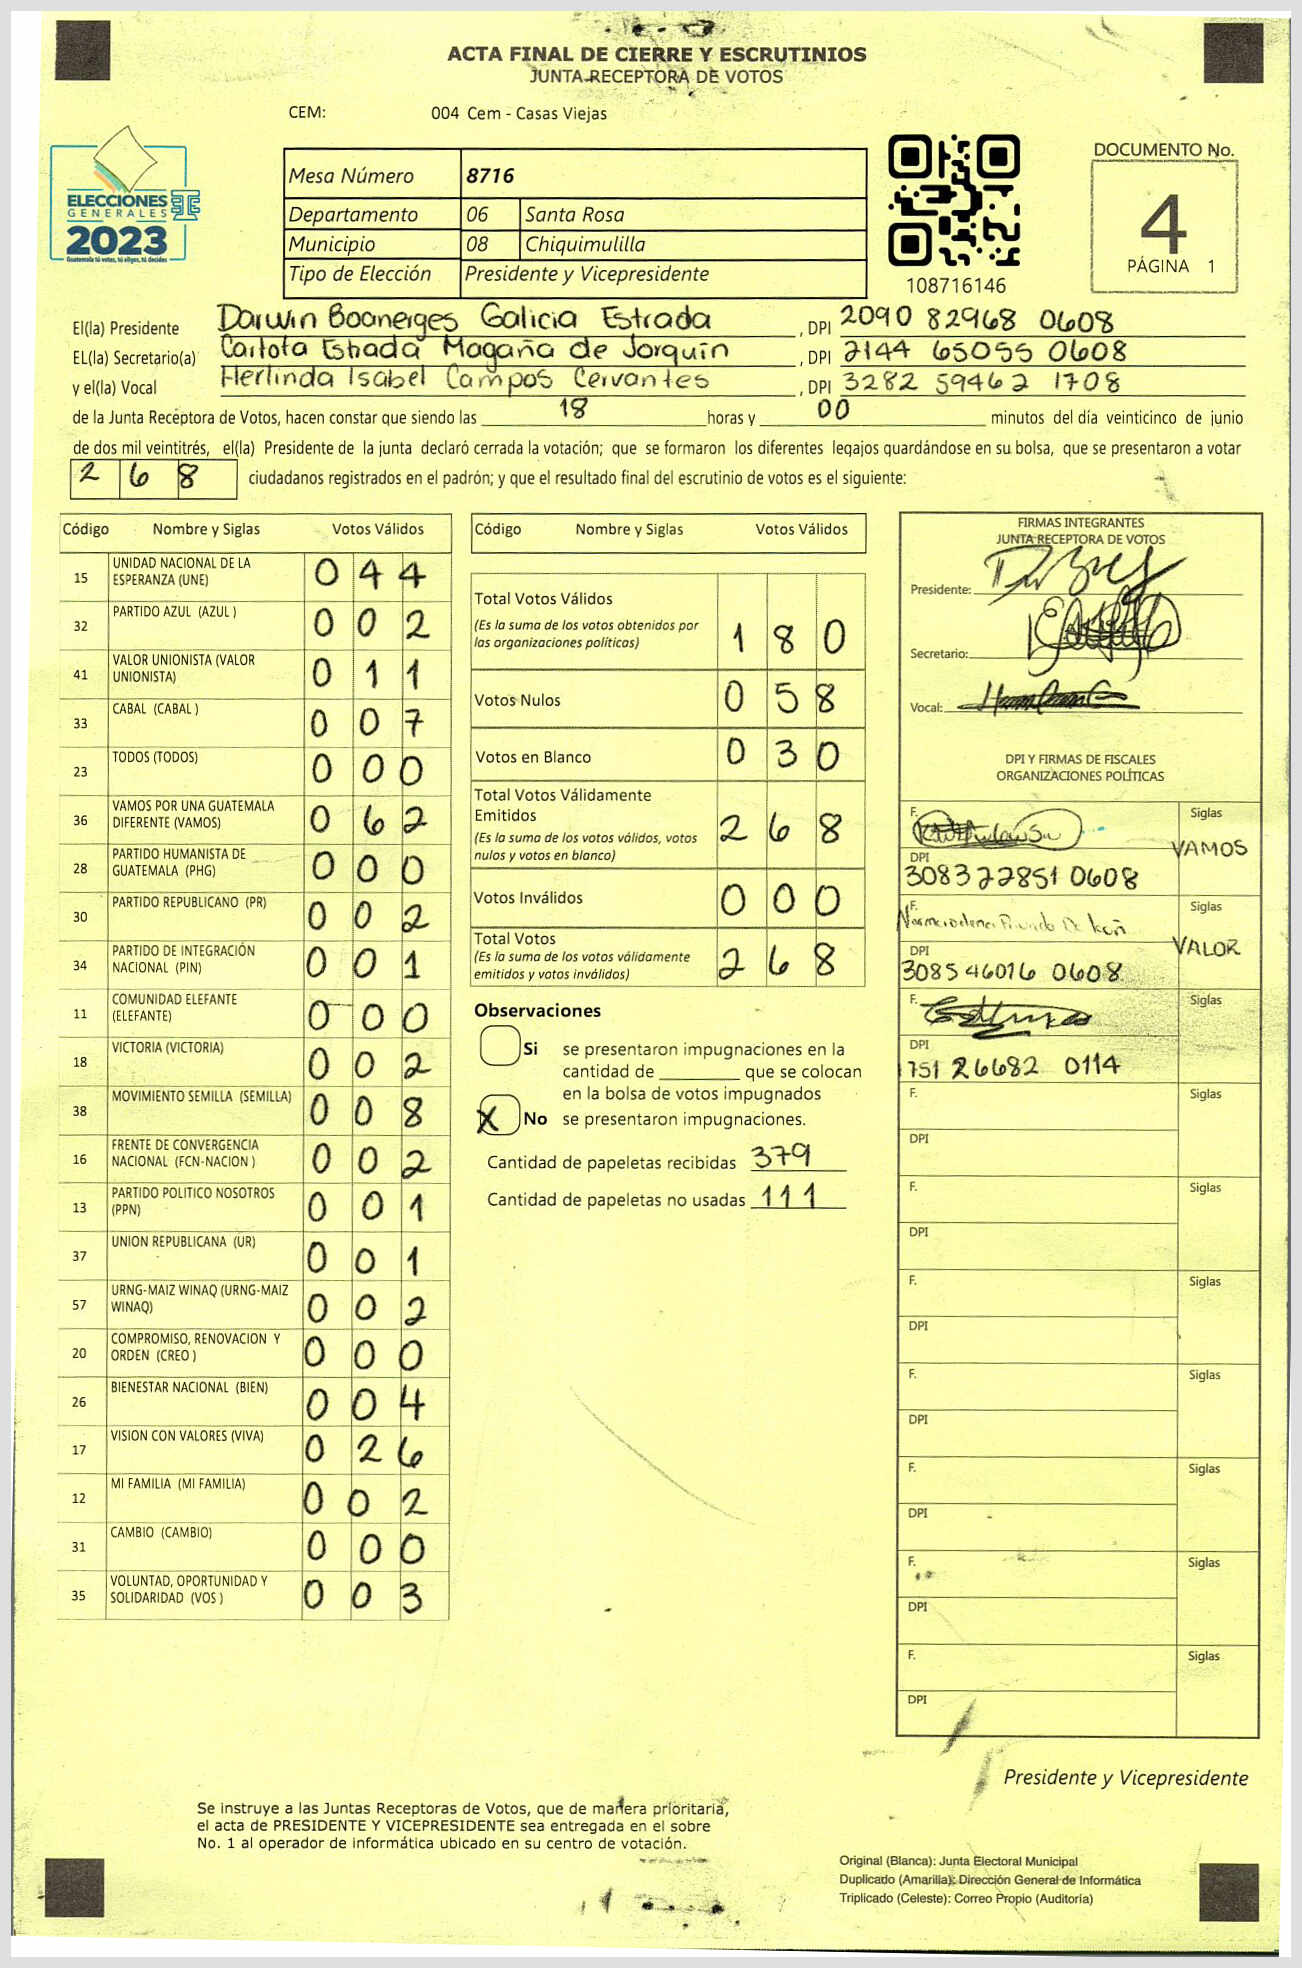 ACTA FINAL DE CIERRE Y ESCRUTINIOS
JUNTA RECEPTORA DE VOTOS
CEM: 004 Cem - Casas Viejas
ELECCIONES
GENERALES
2023
Guatemala tú votas, tú eliges, tú decides
Mesa Número 8716
Departamento 06 Santa Rosa
Municipio 08 Chiquimulilla
Tipo de Elección Presidente y Vicepresidente
108716146
DOCUMENTO No.
4
PÁGINA 1
El(la) Presidente Darwin Boanerges Galicia Estrada , DPI 2090 82968 0608
EL(la) Secretario(a) Carlota Estrada Magaña de Jorquín , DPI 2144 65055 0608
y el(la) Vocal Herlinda Isabel Campos Cervantes , DPI 3282 59462 1708
de la Junta Receptora de Votos, hacen constar que siendo las 18 horas y 00 minutos del día veinticinco de junio
de dos mil veintitrés, el(la) Presidente de la junta declaró cerrada la votación; que se formaron los diferentes legajos guardándose en su bolsa, que se presentaron a votar
2 6 8 ciudadanos registrados en el padrón; y que el resultado final del escrutinio de votos es el siguiente:
Código Nombre y Siglas Votos Válidos
15 UNIDAD NACIONAL DE LA ESPERANZA (UNE) 0 4 4
32 PARTIDO AZUL (AZUL ) 0 0 2
41 VALOR UNIONISTA (VALOR UNIONISTA) 0 1 1
33 CABAL (CABAL ) 0 0 7
23 TODOS (TODOS) 0 0 0
36 VAMOS POR UNA GUATEMALA DIFERENTE (VAMOS) 0 6 2
28 PARTIDO HUMANISTA DE GUATEMALA (PHG) 0 0 0
30 PARTIDO REPUBLICANO (PR) 0 0 2
34 PARTIDO DE INTEGRACIÓN NACIONAL (PIN) 0 0 1
11 COMUNIDAD ELEFANTE (ELEFANTE) 0 0 0
18 VICTORIA (VICTORIA) 0 0 2
38 MOVIMIENTO SEMILLA (SEMILLA) 0 0 8
16 FRENTE DE CONVERGENCIA NACIONAL (FCN-NACION ) 0 0 2
13 PARTIDO POLITICO NOSOTROS (PPN) 0 0 1
37 UNION REPUBLICANA (UR) 0 0 1
57 URNG-MAIZ WINAQ (URNG-MAIZ WINAQ) 0 0 2
20 COMPROMISO, RENOVACION Y ORDEN (CREO ) 0 0 0
26 BIENESTAR NACIONAL (BIEN) 0 0 4
17 VISION CON VALORES (VIVA) 0 2 6
12 MI FAMILIA (MI FAMILIA) 0 0 2
31 CAMBIO (CAMBIO) 0 0 0
35 VOLUNTAD, OPORTUNIDAD Y SOLIDARIDAD (VOS ) 0 0 3
Código Nombre y Siglas Votos Válidos
Total Votos Válidos
(Es la suma de los votos obtenidos por
las organizaciones políticas) 1 8 0
Votos Nulos 0 5 8
Votos en Blanco 0 3 0
Total Votos Válidamente
Emitidos
(Es la suma de los votos válidos, votos
nulos y votos en blanco) 2 6 8
Votos Inválidos 0 0 0
Total Votos
(Es la suma de los votos válidamente
emitidos y votos inválidos) 2 6 8
Observaciones
Si se presentaron impugnaciones en la
cantidad de ________ que se colocan
en la bolsa de votos impugnados
X No se presentaron impugnaciones.
Cantidad de papeletas recibidas 379
Cantidad de papeletas no usadas 111
FIRMAS INTEGRANTES
JUNTA RECEPTORA DE VOTOS
Presidente:
Secretario:
Vocal:
DPI Y FIRMAS DE FISCALES
ORGANIZACIONES POLÍTICAS
F. Siglas
VAMOS
DPI
308322851 0608
F. Siglas
VALOR
DPI
308546016 0608
F. Siglas
DPI
1751 26682 0114
F. Siglas
DPI
F. Siglas
DPI
F. Siglas
DPI
F. Siglas
DPI
F. Siglas
DPI
F. Siglas
DPI
F. Siglas
DPI
Presidente y Vicepresidente
Se instruye a las Juntas Receptoras de Votos, que de manera prioritaria,
el acta de PRESIDENTE Y VICEPRESIDENTE sea entregada en el sobre
No. 1 al operador de informática ubicado en su centro de votación.
Original (Blanca): Junta Electoral Municipal
Duplicado (Amarilla): Dirección General de Informática
Triplicado (Celeste): Correo Propio (Auditoría)